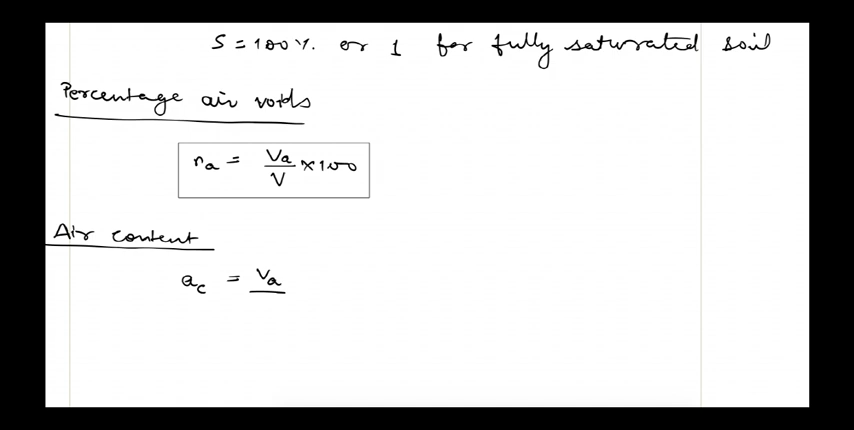 S = 100%. or 1 for fully saturated soil
Percentage air voids
na = Va/V × 100
Air content
ac = Va/